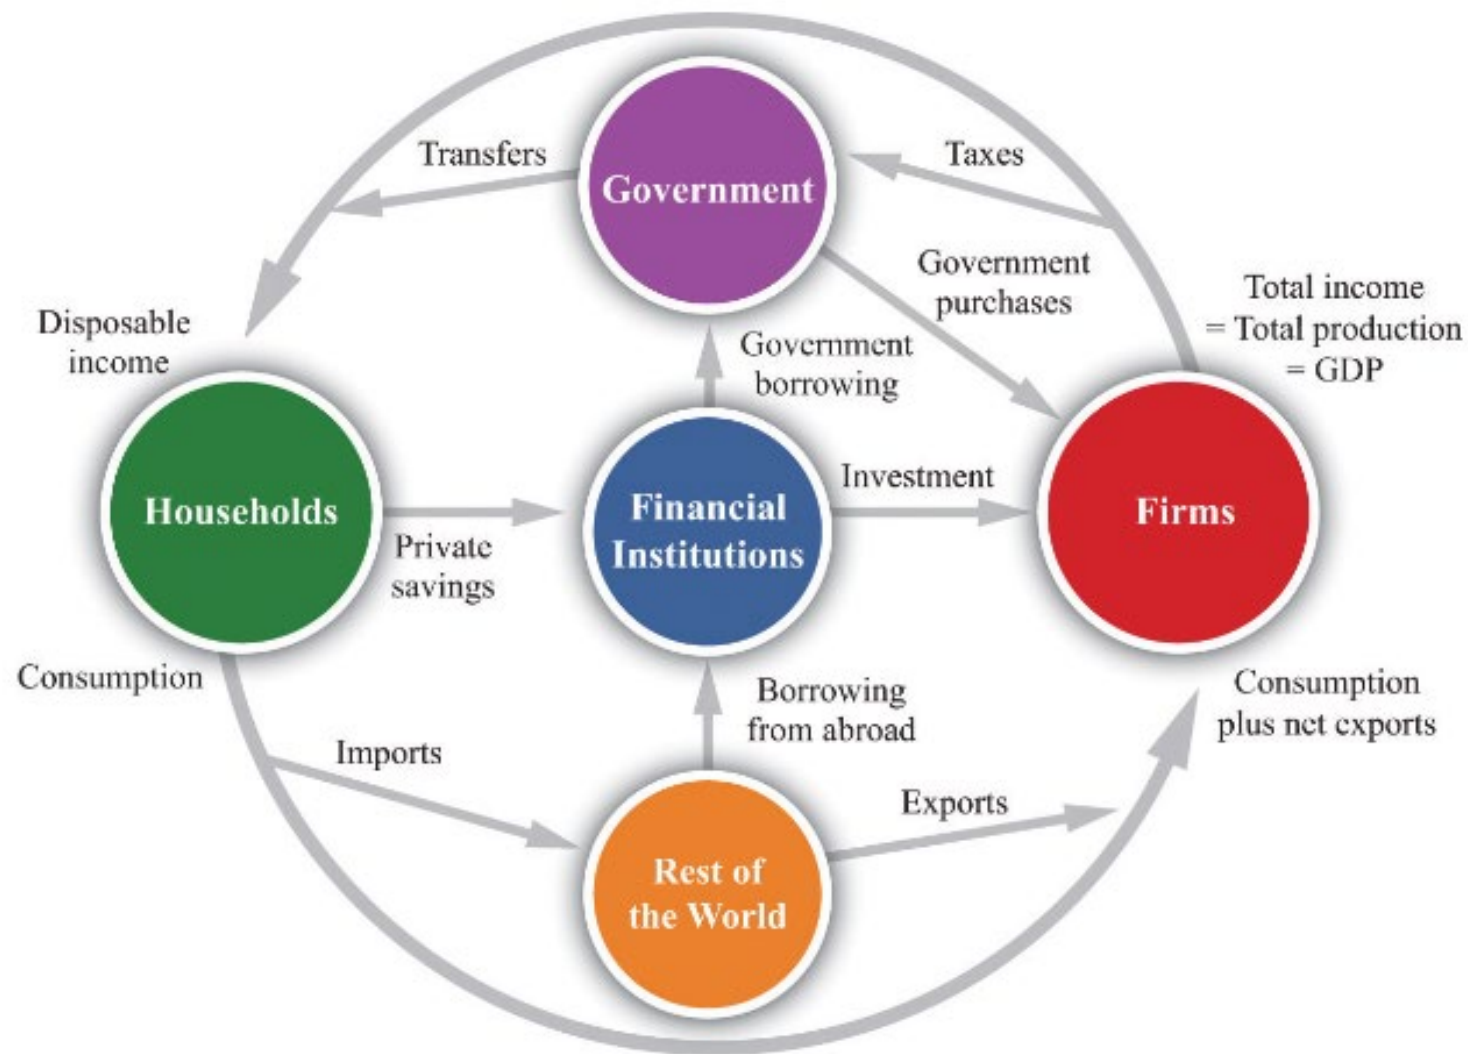 Transfers
Taxes
Government
Government
purchases
Total income
= Total production
= GDP
Disposable
income
Government
borrowing
Households
Private
savings
Financial
Institutions
Investment
Firms
Consumption
Imports
Borrowing
from abroad
Exports
Consumption
plus net exports
Rest of
the World